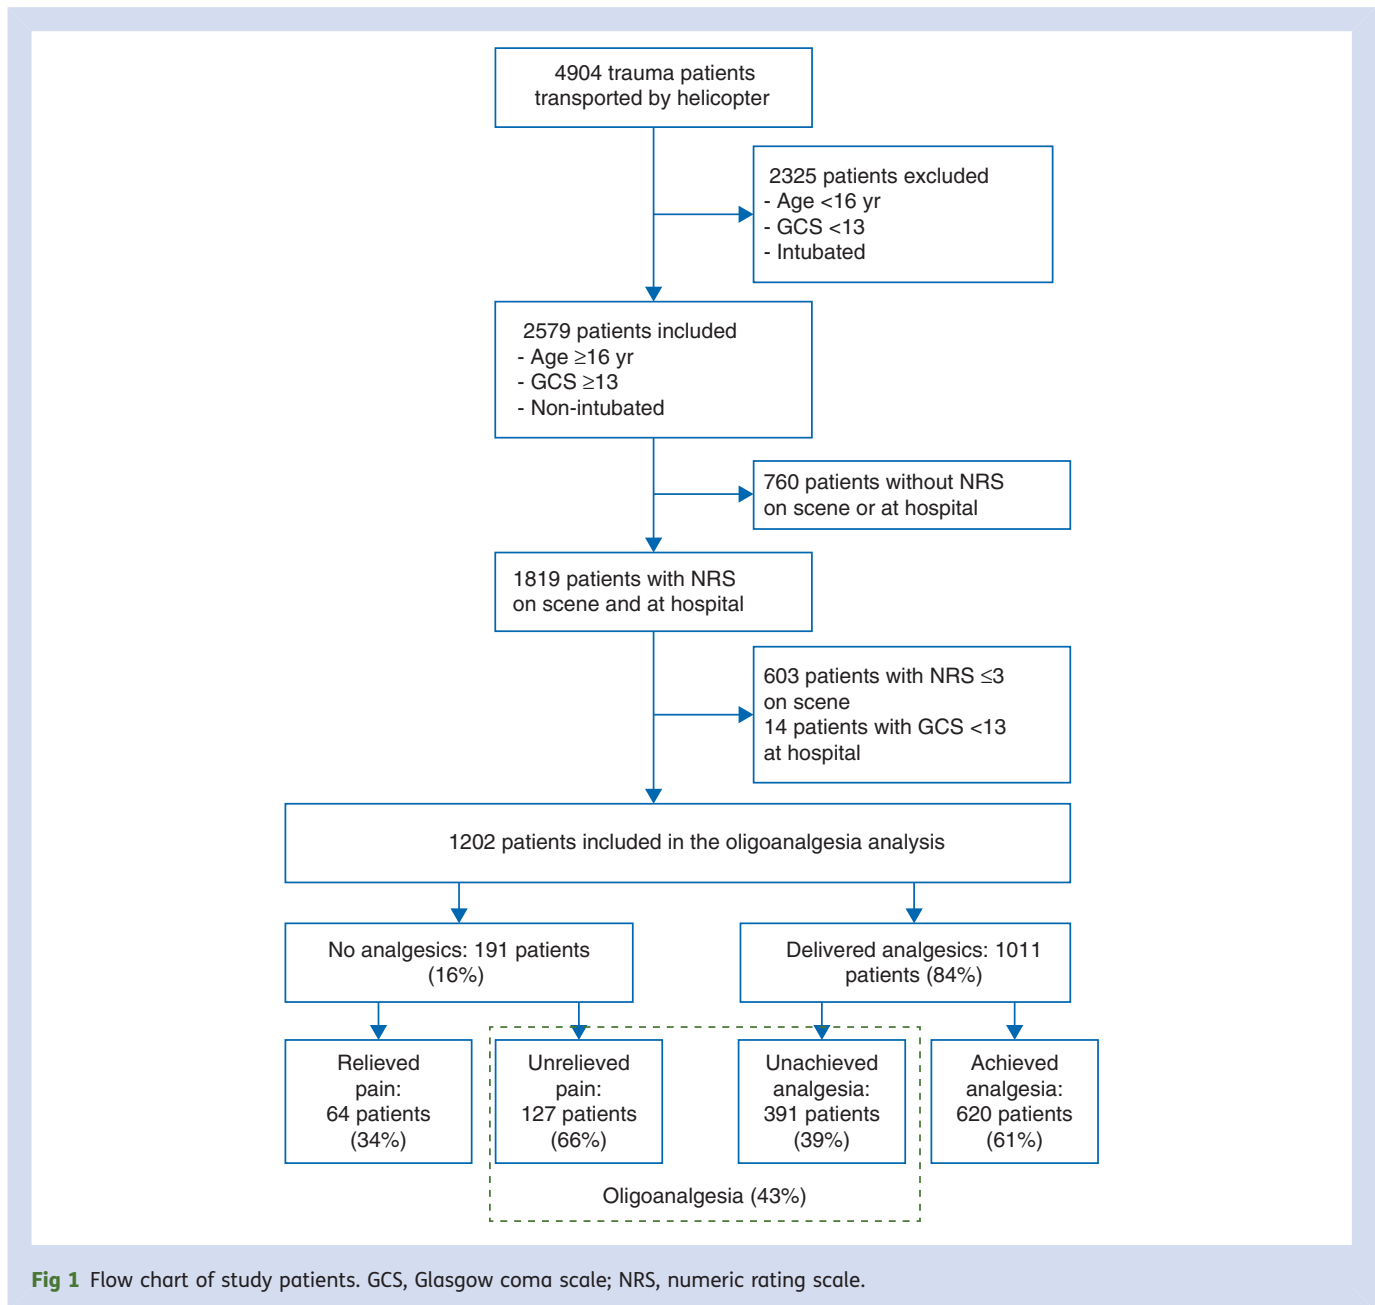 4904 trauma patients
transported by helicopter
2325 patients excluded
- Age <16 yr
- GCS <13
- Intubated
2579 patients included
- Age ≥16 yr
- GCS ≥13
- Non-intubated
760 patients without NRS
on scene or at hospital
1819 patients with NRS
on scene and at hospital
603 patients with NRS ≤3
on scene
14 patients with GCS <13
at hospital
1202 patients included in the oligoanalgesia analysis
No analgesics: 191 patients
(16%)
Delivered analgesics: 1011
patients (84%)
Relieved
pain:
64 patients
(34%)
Unrelieved
pain:
127 patients
(66%)
Unachieved
analgesia:
391 patients
(39%)
Achieved
analgesia:
620 patients
(61%)
Oligoanalgesia (43%)
Fig 1 Flow chart of study patients. GCS, Glasgow coma scale; NRS, numeric rating scale.